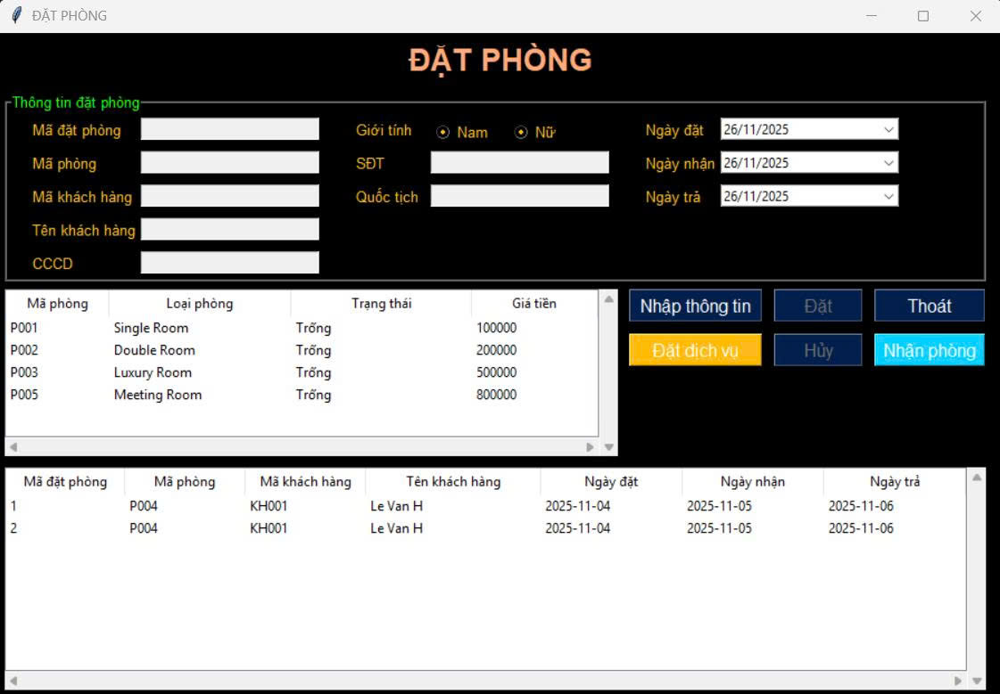 ĐẶT PHÒNG
ĐẶT PHÒNG
Thông tin đặt phòng
Mã đặt phòng Giới tính Nam Nữ Ngày đặt 26/11/2025
Mã phòng SĐT Ngày nhận 26/11/2025
Mã khách hàng Quốc tịch Ngày trả 26/11/2025
Tên khách hàng
CCCD
Mã phòng Loại phòng Trạng thái Giá tiền
P001 Single Room Trống 100000
P002 Double Room Trống 200000
P003 Luxury Room Trống 500000
P005 Meeting Room Trống 800000
Nhập thông tin Đặt Thoát
Đặt dịch vụ Hủy Nhận phòng
Mã đặt phòng Mã phòng Mã khách hàng Tên khách hàng Ngày đặt Ngày nhận Ngày trả
1 P004 KH001 Le Van H 2025-11-04 2025-11-05 2025-11-06
2 P004 KH001 Le Van H 2025-11-04 2025-11-05 2025-11-06